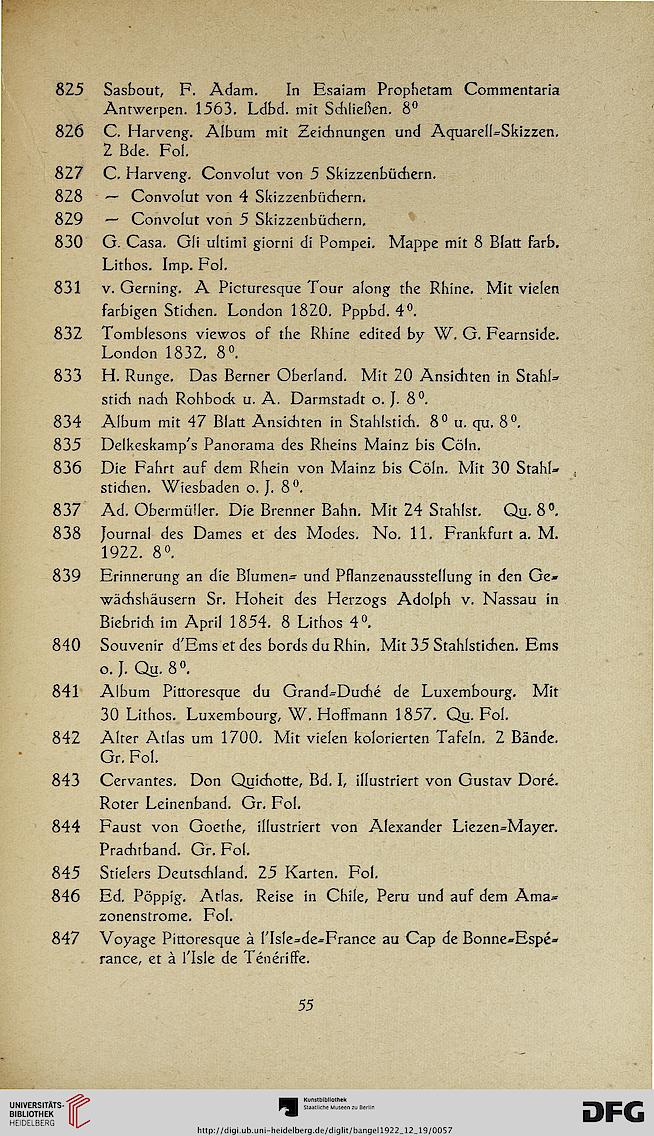 825 Sasbout, F. Adam. In Esaiam Prophetam Commentaria
Antwerpen. 1563. Ldbd. mit Schließen. 8⁰
826 C. Harveng. Album mit Zeichnungen und Aquarell=Skizzen.
2 Bde. Fol.
827 C. Harveng. Convolut von 5 Skizzenbüchern.
828 — Convolut von 4 Skizzenbüchern.
829 — Convolut von 5 Skizzenbüchern.
830 G. Casa. Gli ultimi giorni di Pompei. Mappe mit 8 Blatt farb.
Lithos. Imp. Fol.
831 v. Gerning. A Picturesque Tour along the Rhine. Mit vielen
farbigen Stichen. London 1820. Pppbd. 4⁰.
832 Tomblesons viewos of the Rhine edited by W. G. Fearnside.
London 1832. 8⁰.
833 H. Runge. Das Berner Oberland. Mit 20 Ansichten in Stahl=
stich nach Rohbock u. A. Darmstadt o. J. 8⁰.
834 Album mit 47 Blatt Ansichten in Stahlstich. 8⁰ u. qu. 8⁰.
835 Delkeskamp's Panorama des Rheins Mainz bis Cöln.
836 Die Fahrt auf dem Rhein von Mainz bis Cöln. Mit 30 Stahl=
stichen. Wiesbaden o. J. 8⁰.
837 Ad. Obermüller. Die Brenner Bahn. Mit 24 Stahlst. Qu. 8⁰.
838 Journal des Dames et des Modes. No. 11. Frankfurt a. M.
1922. 8⁰.
839 Erinnerung an die Blumen= und Pflanzenausstellung in den Ge=
wächshäusern Sr. Hoheit des Herzogs Adolph v. Nassau in
Biebrich im April 1854. 8 Lithos 4⁰.
840 Souvenir d'Ems et des bords du Rhin. Mit 35 Stahlstichen. Ems
o. J. Qu. 8⁰.
841 Album Pittoresque du Grand=Duché de Luxembourg. Mit
30 Lithos. Luxembourg, W. Hoffmann 1857. Qu. Fol.
842 Alter Atlas um 1700. Mit vielen kolorierten Tafeln. 2 Bände.
Gr. Fol.
843 Cervantes. Don Quichotte, Bd. I, illustriert von Gustav Doré.
Roter Leinenband. Gr. Fol.
844 Faust von Goethe, illustriert von Alexander Liezen=Mayer.
Prachtband. Gr. Fol.
845 Stielers Deutschland. 25 Karten. Fol.
846 Ed. Pöppig. Atlas. Reise in Chile, Peru und auf dem Ama=
zonenstrome. Fol.
847 Voyage Pittoresque à l'Isle=de=France au Cap de Bonne=Espé=
rance, et à l'Isle de Ténériffe.
55
UNIVERSITÄTS-
BIBLIOTHEK
HEIDELBERG
Kunstbibliothek
Staatliche Museen zu Berlin
DFG
http://digi.ub.uni-heidelberg.de/diglit/bangel1922_12_19/0057